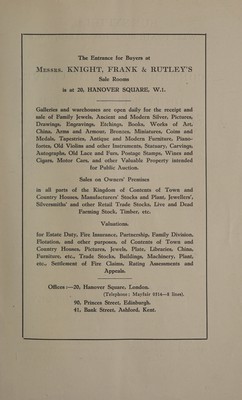 The Entrance for Buyers at
MESSRS. KNIGHT, FRANK & RUTLEY'S
Sale Rooms
is at 20, HANOVER SQUARE, W.1.
Galleries and warehouses are open daily for the receipt and
sale of Family Jewels, Ancient and Modern Silver, Pictures,
Drawings, Engravings, Etchings, Books, Works of Art,
China, Arms and Armour, Bronzes, Miniatures, Coins and
Medals, Tapestries, Antique and Modern Furniture, Piano-
fortes, Old Violins and other Instruments, Statuary, Carvings,
Autographs, Old Lace and Furs, Postage Stamps, Wines and
Cigars, Motor Cars, and other Valuable Property intended
for Public Auction.
Sales on Owners' Premises
in all parts of the Kingdom of Contents of Town and
Country Homes, Manufacturers' Stocks and Plant, Jewellers',
Silversmiths' and other Retail Trade Stocks, Live and Dead
Farming Stock, Timber, etc.
Valuations.
for Estate Duty, Fire Insurance, Partnership, Family Division,
Flotation, and other purposes, of Contents of Town and
Country Homes, Pictures, Jewels, Plate, Libraries, China,
Furniture, etc., Trade Stocks, Buildings, Machinery, Plant,
etc., Settlement of Fire Claims, Rating Assessments and
Appeals.
Offices:—20, Hanover Square, London.
(Telephone: Mayfair 3314—6 lines).
90, Princes Street, Edinburgh.
41, Bank Street, Ashford, Kent.